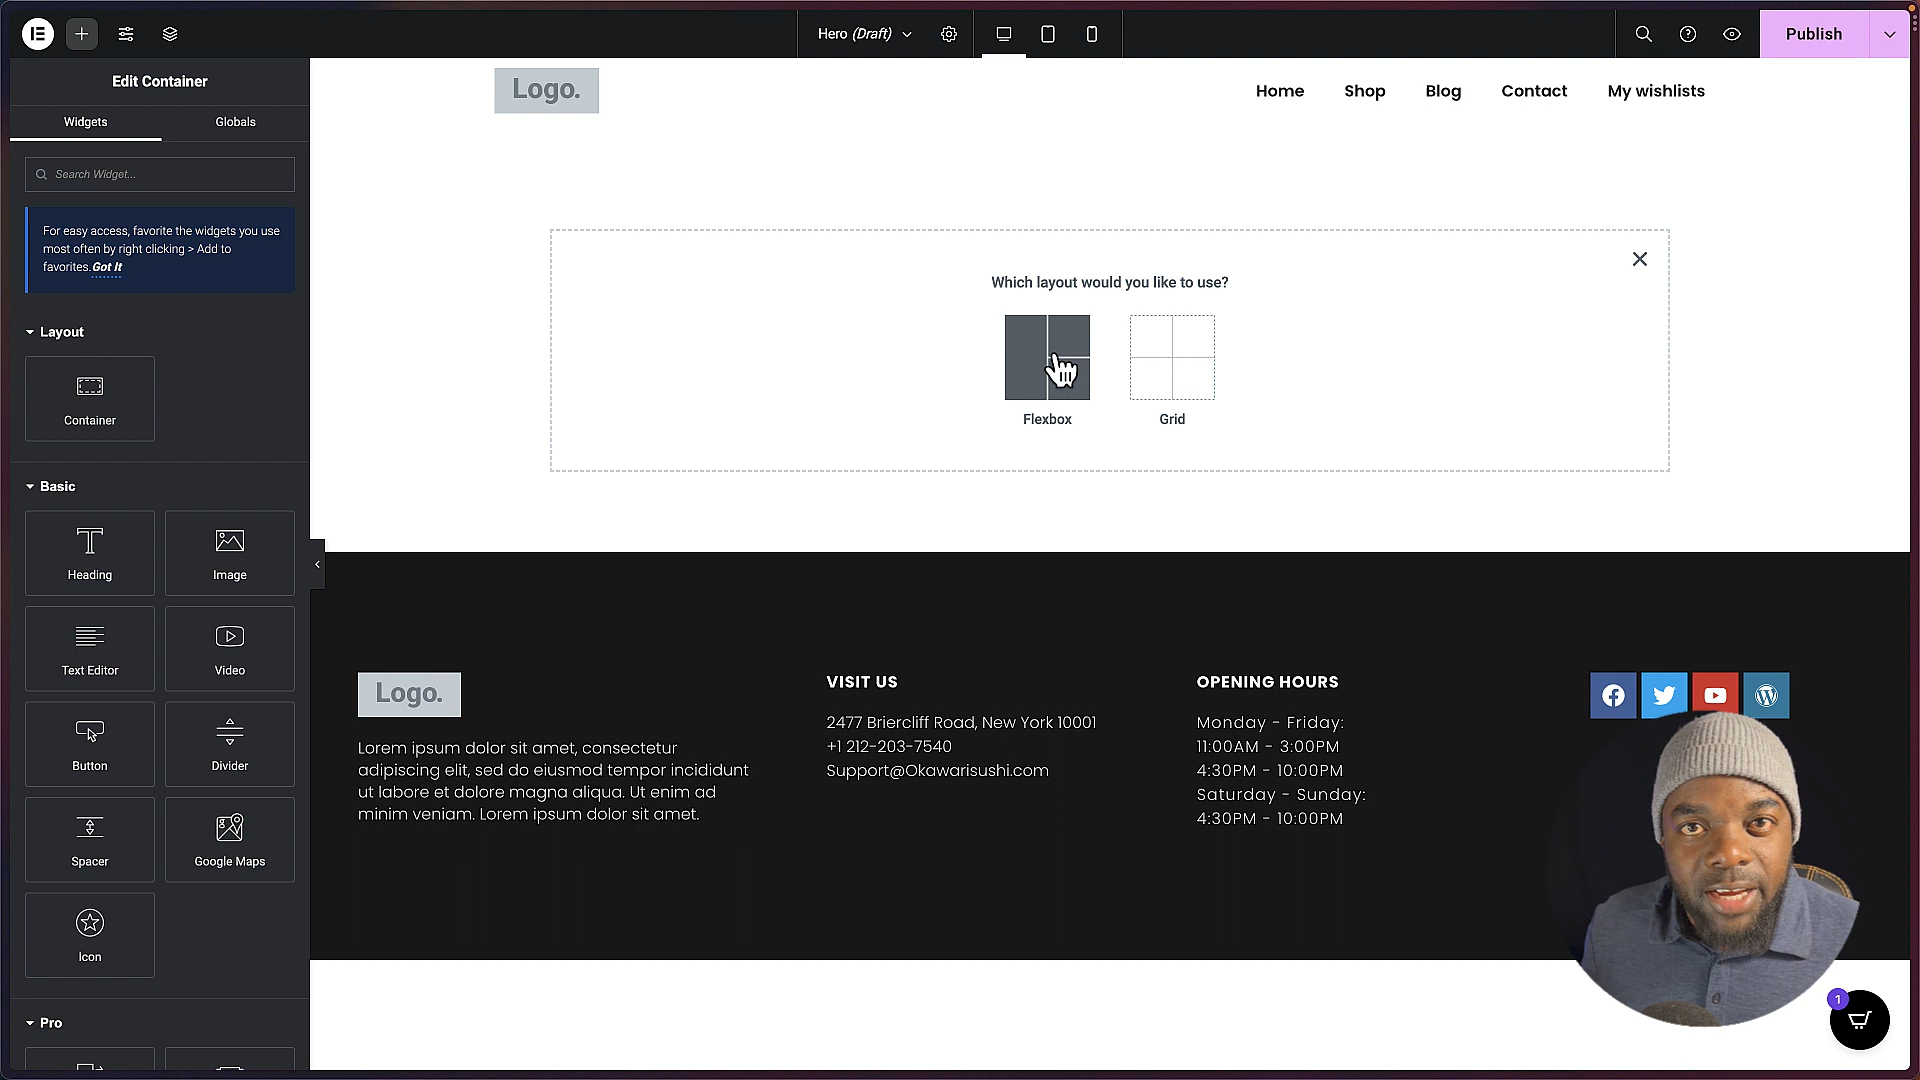 Hero (Draft)
Publish
Edit Container
Widgets
Globals
Search Widget...
For easy access, favorite the widgets you use
most often by right clicking > Add to
favorites.Got It
Layout
Container
Basic
Heading
Image
Text Editor
Video
Button
Divider
Spacer
Google Maps
Icon
Pro
Logo.
Home
Shop
Blog
Contact
My wishlists
Which layout would you like to use?
Flexbox
Grid
Logo.
Lorem ipsum dolor sit amet, consectetur
adipiscing elit, sed do eiusmod tempor incididunt
ut labore et dolore magna aliqua. Ut enim ad
minim veniam. Lorem ipsum dolor sit amet.
VISIT US
2477 Briercliff Road, New York 10001
+1 212-203-7540
Support@Okawarisushi.com
OPENING HOURS
Monday - Friday:
11:00AM - 3:00PM
4:30PM - 10:00PM
Saturday - Sunday:
4:30PM - 10:00PM
1